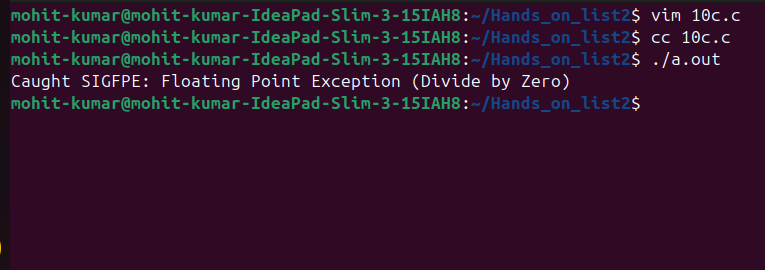 mohit-kumar@mohit-kumar-IdeaPad-Slim-3-15IAH8:~/Hands_on_list2$ vim 10c.c
mohit-kumar@mohit-kumar-IdeaPad-Slim-3-15IAH8:~/Hands_on_list2$ cc 10c.c
mohit-kumar@mohit-kumar-IdeaPad-Slim-3-15IAH8:~/Hands_on_list2$ ./a.out
Caught SIGFPE: Floating Point Exception (Divide by Zero)
mohit-kumar@mohit-kumar-IdeaPad-Slim-3-15IAH8:~/Hands_on_list2$